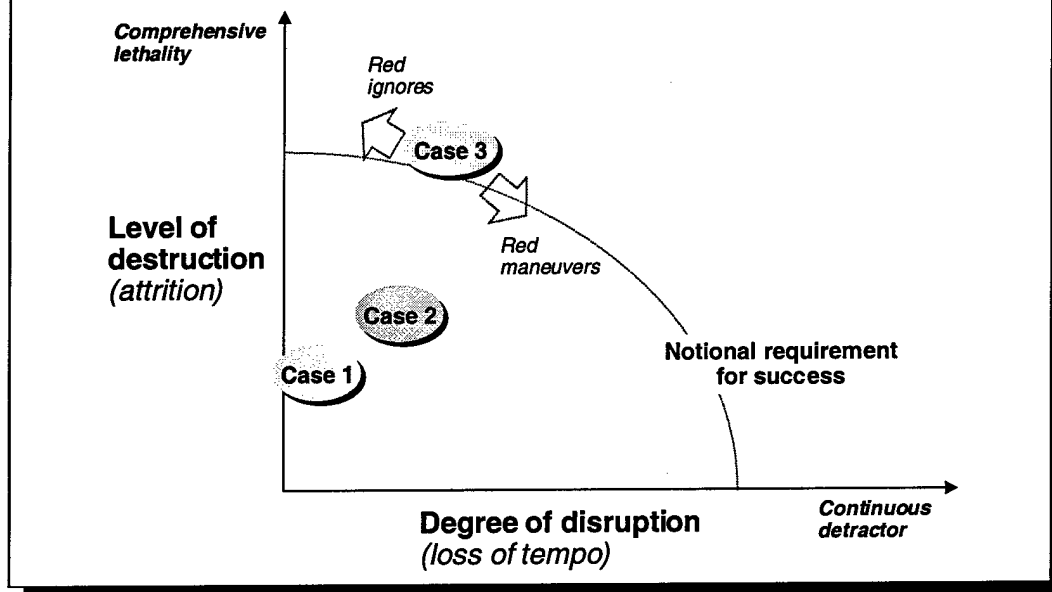 Comprehensive
lethality
Red
ignores
Case 3
Level of
destruction
(attrition)
Red
maneuvers
Case 2
Notional requirement
for success
Case 1
Continuous
detractor
Degree of disruption
(loss of tempo)